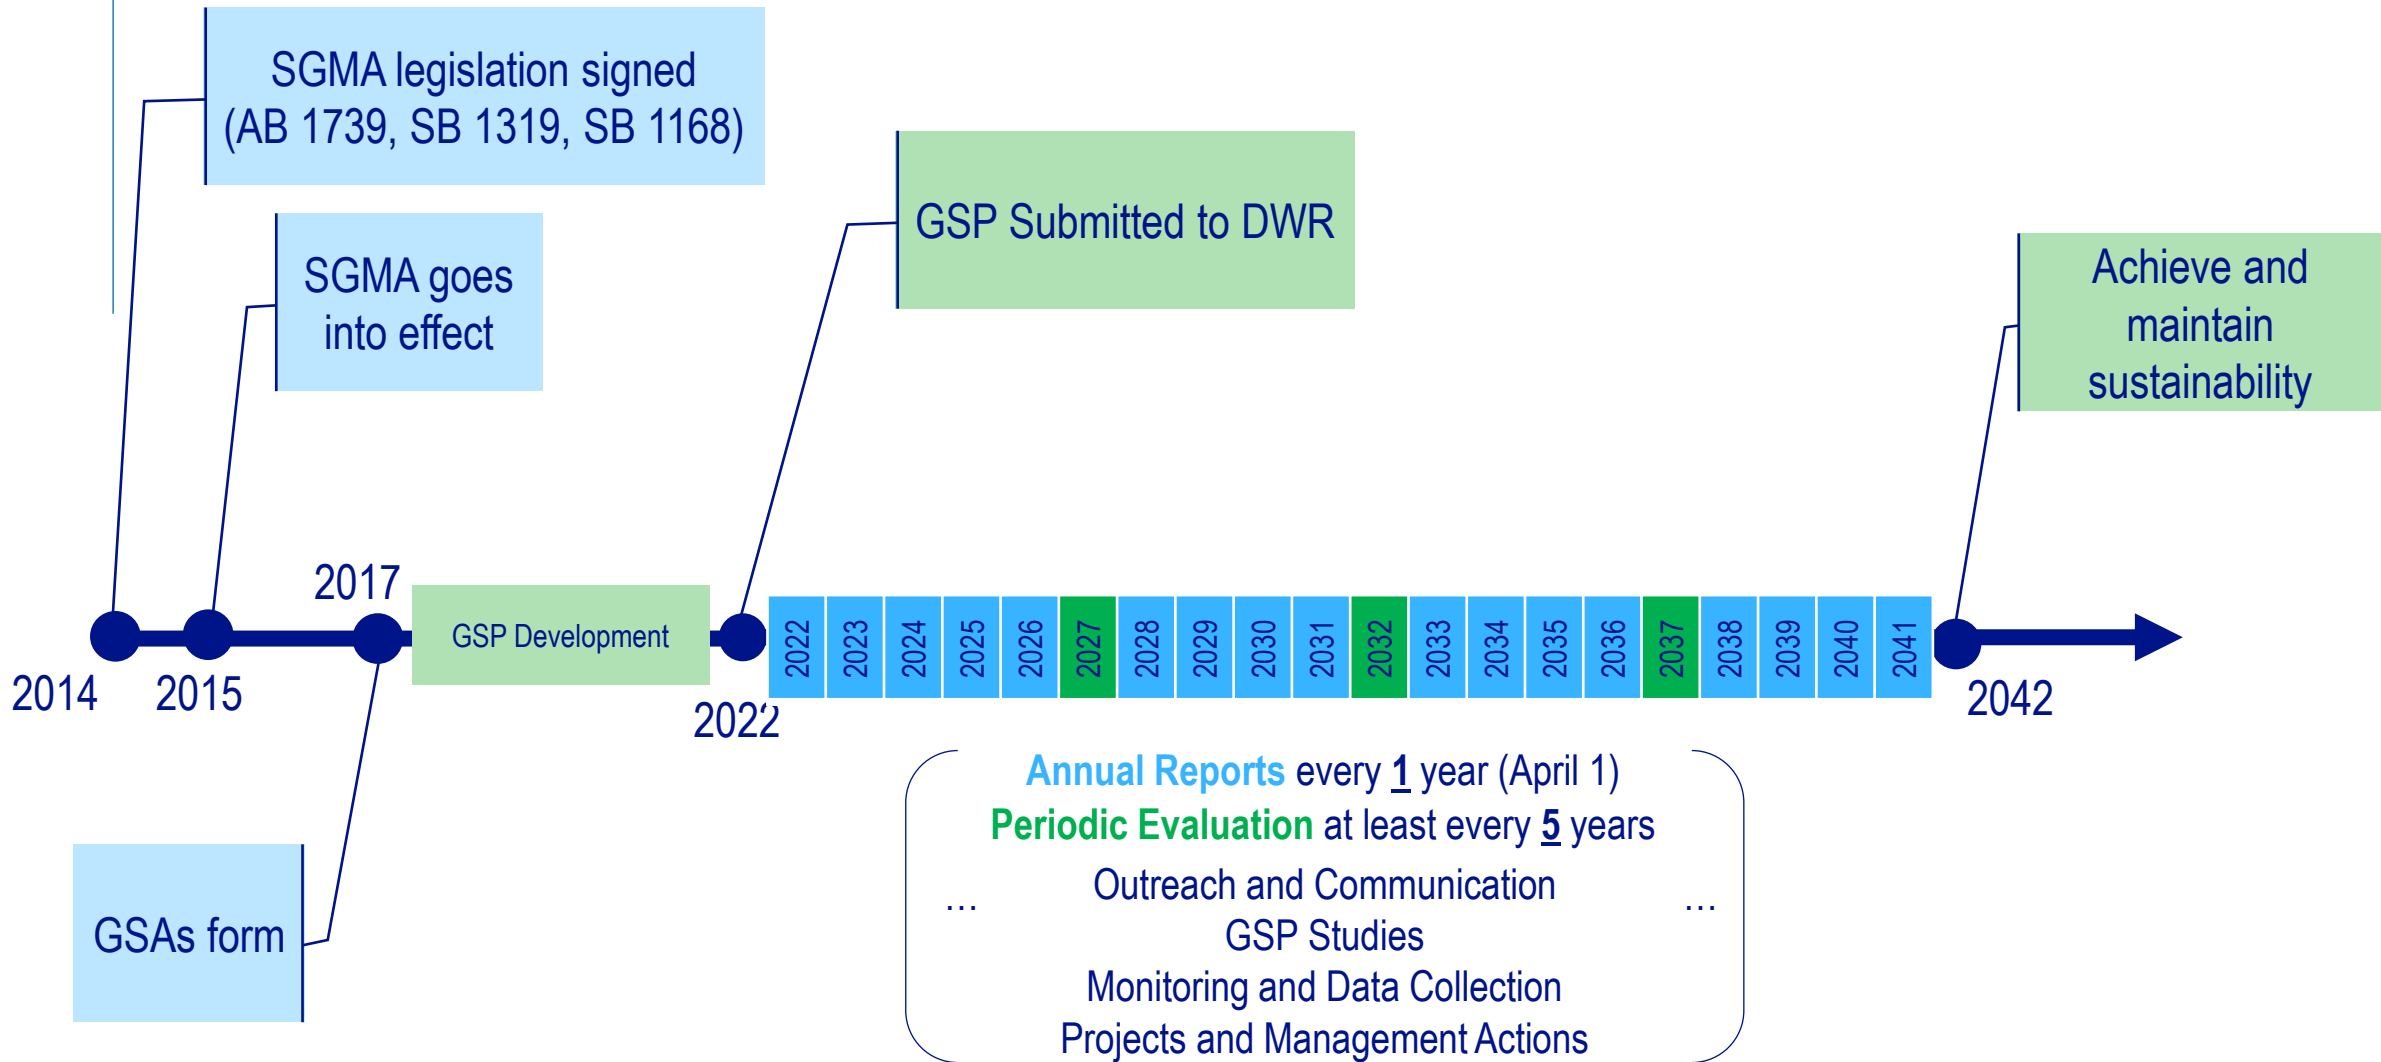 SGMA legislation signed
(AB 1739, SB 1319, SB 1168)
SGMA goes
into effect
GSP Submitted to DWR
Achieve and
maintain
sustainability
2017
GSP Development
2014
2015
2022
2022
2023
2024
2025
2026
2027
2028
2029
2030
2031
2032
2033
2034
2035
2036
2037
2038
2039
2040
2041
2042
GSAs form
Annual Reports every 1 year (April 1)
Periodic Evaluation at least every 5 years
Outreach and Communication
... ...
GSP Studies
Monitoring and Data Collection
Projects and Management Actions